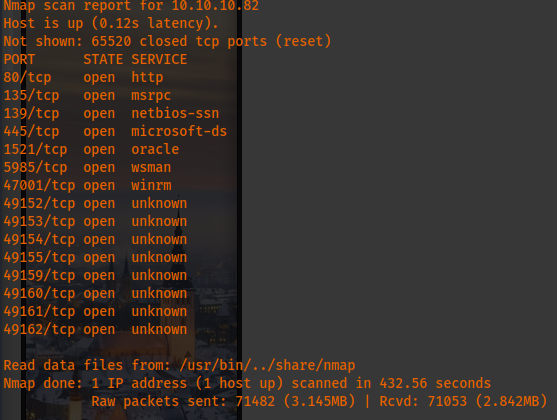 Nmap scan report for 10.10.10.82
Host is up (0.12s latency).
Not shown: 65520 closed tcp ports (reset)
PORT      STATE SERVICE
80/tcp    open  http
135/tcp   open  msrpc
139/tcp   open  netbios-ssn
445/tcp   open  microsoft-ds
1521/tcp  open  oracle
5985/tcp  open  wsman
47001/tcp open  winrm
49152/tcp open  unknown
49153/tcp open  unknown
49154/tcp open  unknown
49155/tcp open  unknown
49159/tcp open  unknown
49160/tcp open  unknown
49161/tcp open  unknown
49162/tcp open  unknown
Read data files from: /usr/bin/../share/nmap
Nmap done: 1 IP address (1 host up) scanned in 432.56 seconds
Raw packets sent: 71482 (3.145MB) | Rcvd: 71053 (2.842MB)